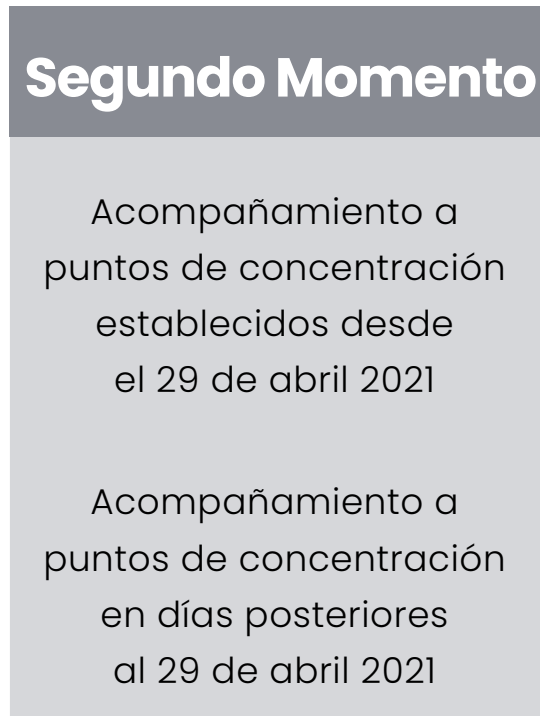 Segundo Momento
Acompañamiento a
puntos de concentración
establecidos desde
el 29 de abril 2021
Acompañamiento a
puntos de concentración
en días posteriores
al 29 de abril 2021